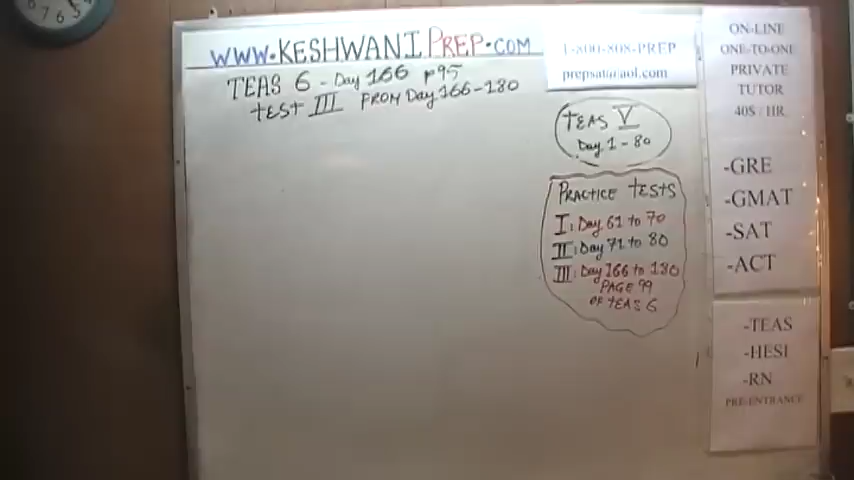 7 6 5
WWW.KESHWANIPREP.COM
TEAS 6 - Day 166 p95
TEST III FROM Day 166-180
1-800-808-PREP
prepsat@aol.com
TEAS V
Day 1 - 80
PRACTICE TESTS
I: Day 61 to 70
II: Day 71 to 80
III: Day 166 to 180
PAGE 99
OF TEAS 6
ON-LINE
ONE-TO-ONE
PRIVATE
TUTOR
40$ / HR
-GRE
-GMAT
-SAT
-ACT
-TEAS
-HESI
-RN
PRE-ENTRANCE